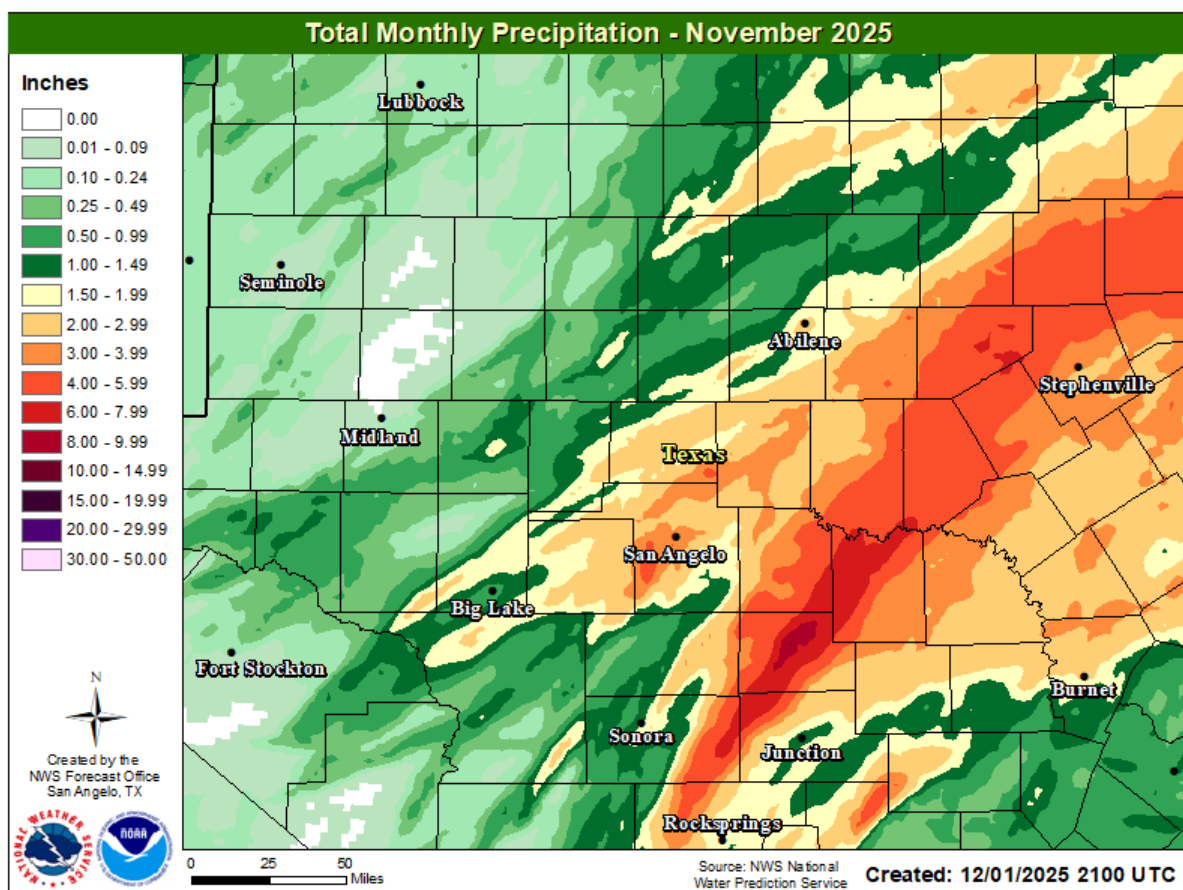 Total Monthly Precipitation - November 2025
Inches
0.00
0.01 - 0.09
0.10 - 0.24
0.25 - 0.49
0.50 - 0.99
1.00 - 1.49
1.50 - 1.99
2.00 - 2.99
3.00 - 3.99
4.00 - 5.99
6.00 - 7.99
8.00 - 9.99
10.00 - 14.99
15.00 - 19.99
20.00 - 29.99
30.00 - 50.00
Lubbock
Seminole
Abilene
Stephenville
Midland
Texas
San Angelo
Big Lake
Fort Stockton
Burnet
Sonora
Junction
Rocksprings
N
Created by the
NWS Forecast Office
San Angelo, TX
NATIONAL WEATHER SERVICE
NOAA
0 25 50
Miles
Source: NWS National
Water Prediction Service
Created: 12/01/2025 2100 UTC